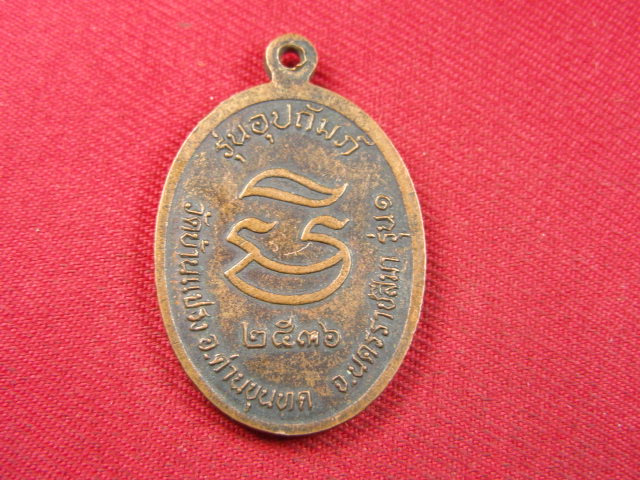 รุ่นอุปถัมภ์
๒๕๓๖
วัดบ้านแปรง อ.ด่านขุนทด จ.นครราชสีมา รุ่น ๑